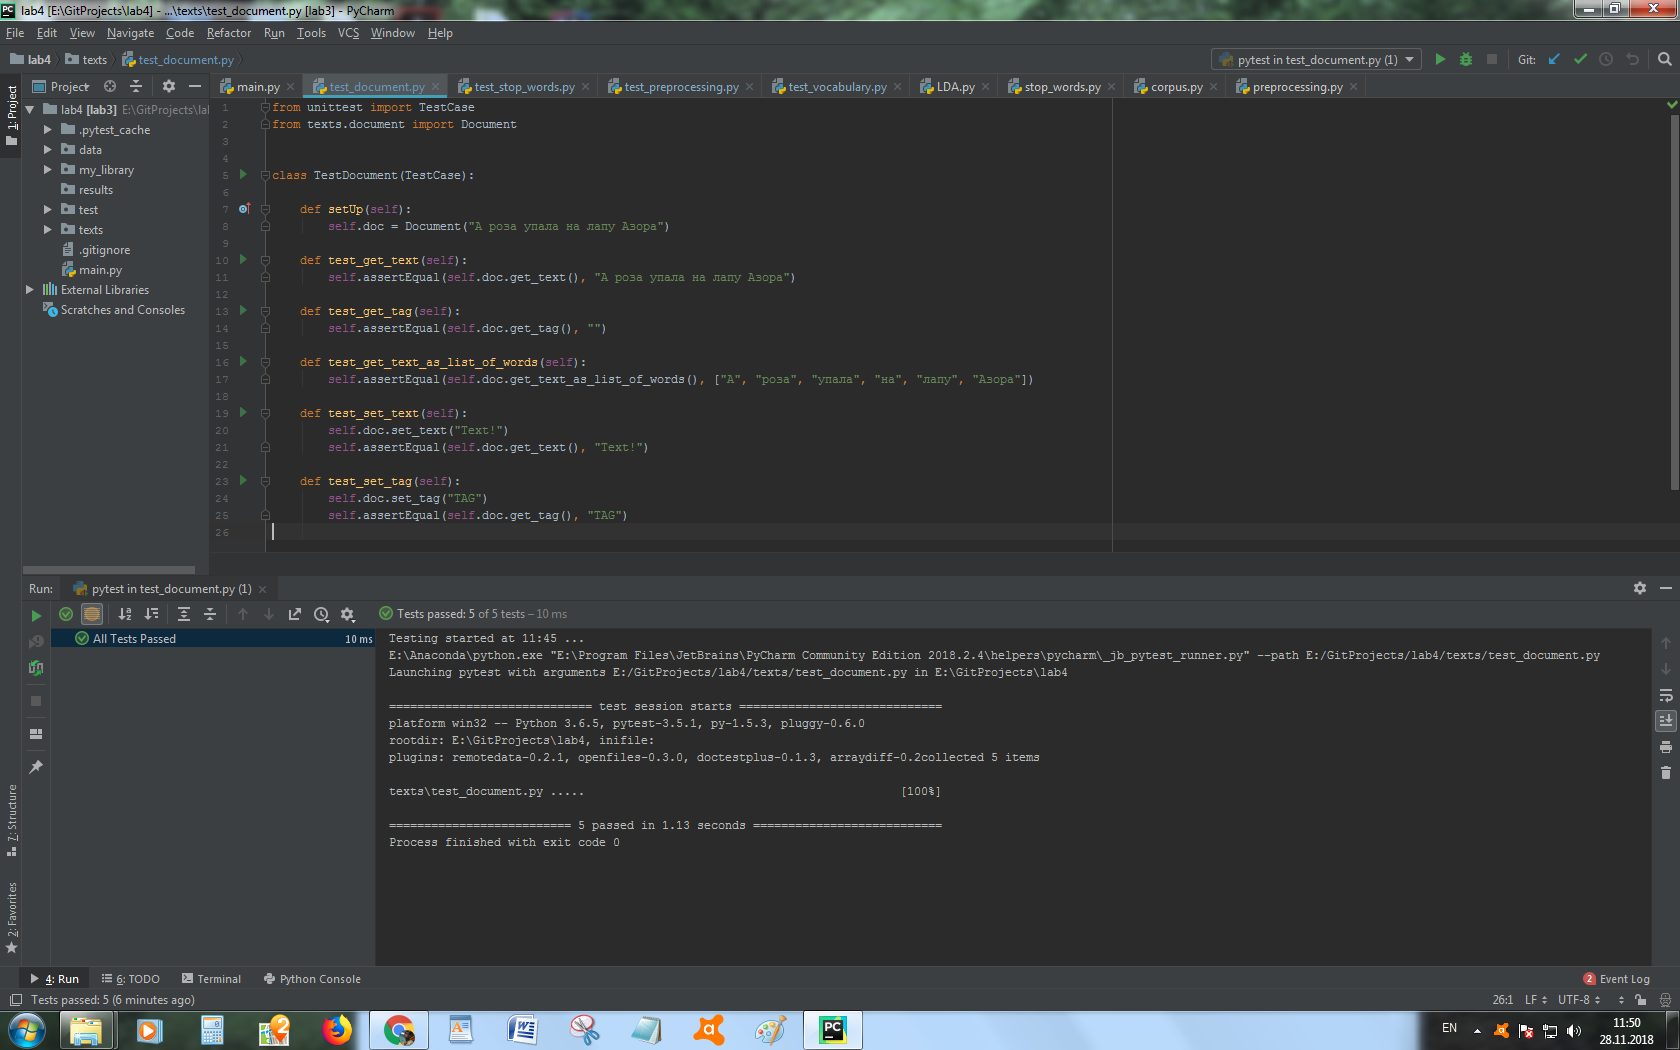 lab4 [E:\GitProjects\lab4] - ...\texts\test_document.py [lab3] - PyCharm
File Edit View Navigate Code Refactor Run Tools VCS Window Help
lab4 texts test_document.py pytest in test_document.py (1) Git:
Project main.py test_document.py test_stop_words.py test_preprocessing.py test_vocabulary.py LDA.py stop_words.py corpus.py preprocessing.py
1: Project
lab4 [lab3] E:\GitProjects\la
.pytest_cache
data
my_library
results
test
texts
.gitignore
main.py
External Libraries
Scratches and Consoles
1 from unittest import TestCase
2 from texts.document import Document
3
4
5 class TestDocument(TestCase):
6
7 def setUp(self):
8 self.doc = Document("А роза упала на лапу Азора")
9
10 def test_get_text(self):
11 self.assertEqual(self.doc.get_text(), "А роза упала на лапу Азора")
12
13 def test_get_tag(self):
14 self.assertEqual(self.doc.get_tag(), "")
15
16 def test_get_text_as_list_of_words(self):
17 self.assertEqual(self.doc.get_text_as_list_of_words(), ["А", "роза", "упала", "на", "лапу", "Азора"])
18
19 def test_set_text(self):
20 self.doc.set_text("Text!")
21 self.assertEqual(self.doc.get_text(), "Text!")
22
23 def test_set_tag(self):
24 self.doc.set_tag("TAG")
25 self.assertEqual(self.doc.get_tag(), "TAG")
26
Run: pytest in test_document.py (1)
Tests passed: 5 of 5 tests – 10 ms
All Tests Passed 10 ms
Testing started at 11:45 ...
E:\Anaconda\python.exe "E:\Program Files\JetBrains\PyCharm Community Edition 2018.2.4\helpers\pycharm\_jb_pytest_runner.py" --path E:/GitProjects/lab4/texts/test_document.py
Launching pytest with arguments E:/GitProjects/lab4/texts/test_document.py in E:\GitProjects\lab4
============================= test session starts =============================
platform win32 -- Python 3.6.5, pytest-3.5.1, py-1.5.3, pluggy-0.6.0
rootdir: E:\GitProjects\lab4, inifile:
plugins: remotedata-0.2.1, openfiles-0.3.0, doctestplus-0.1.3, arraydiff-0.2collected 5 items
texts\test_document.py ..... [100%]
========================== 5 passed in 1.13 seconds ===========================
Process finished with exit code 0
7: Structure
2: Favorites
4: Run 6: TODO Terminal Python Console 2 Event Log
Tests passed: 5 (6 minutes ago) 26:1 LF UTF-8
EN 11:50
28.11.2018